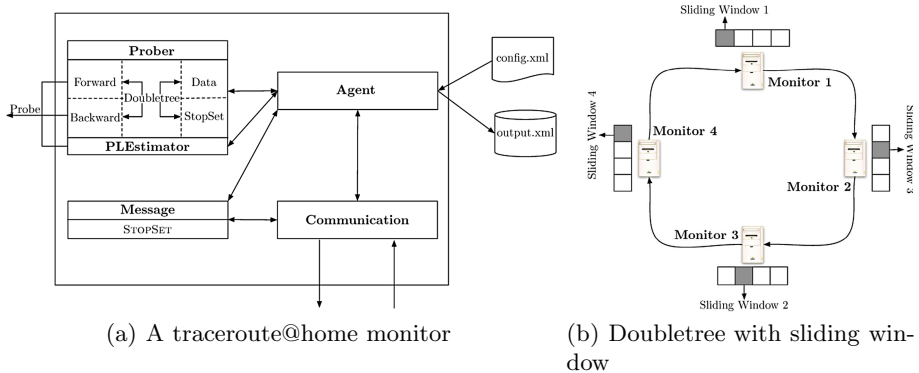 Prober
Forward
Data
Doubletree
Probe
Backward
StopSet
PLEstimator
Agent
config.xml
output.xml
Message
STOPSET
Communication
(a) A traceroute@home monitor
Sliding Window 1
Monitor 1
Sliding Window 4
Monitor 4
Sliding Window 3
Monitor 2
Monitor 3
Sliding Window 2
(b) Doubletree with sliding win-
dow